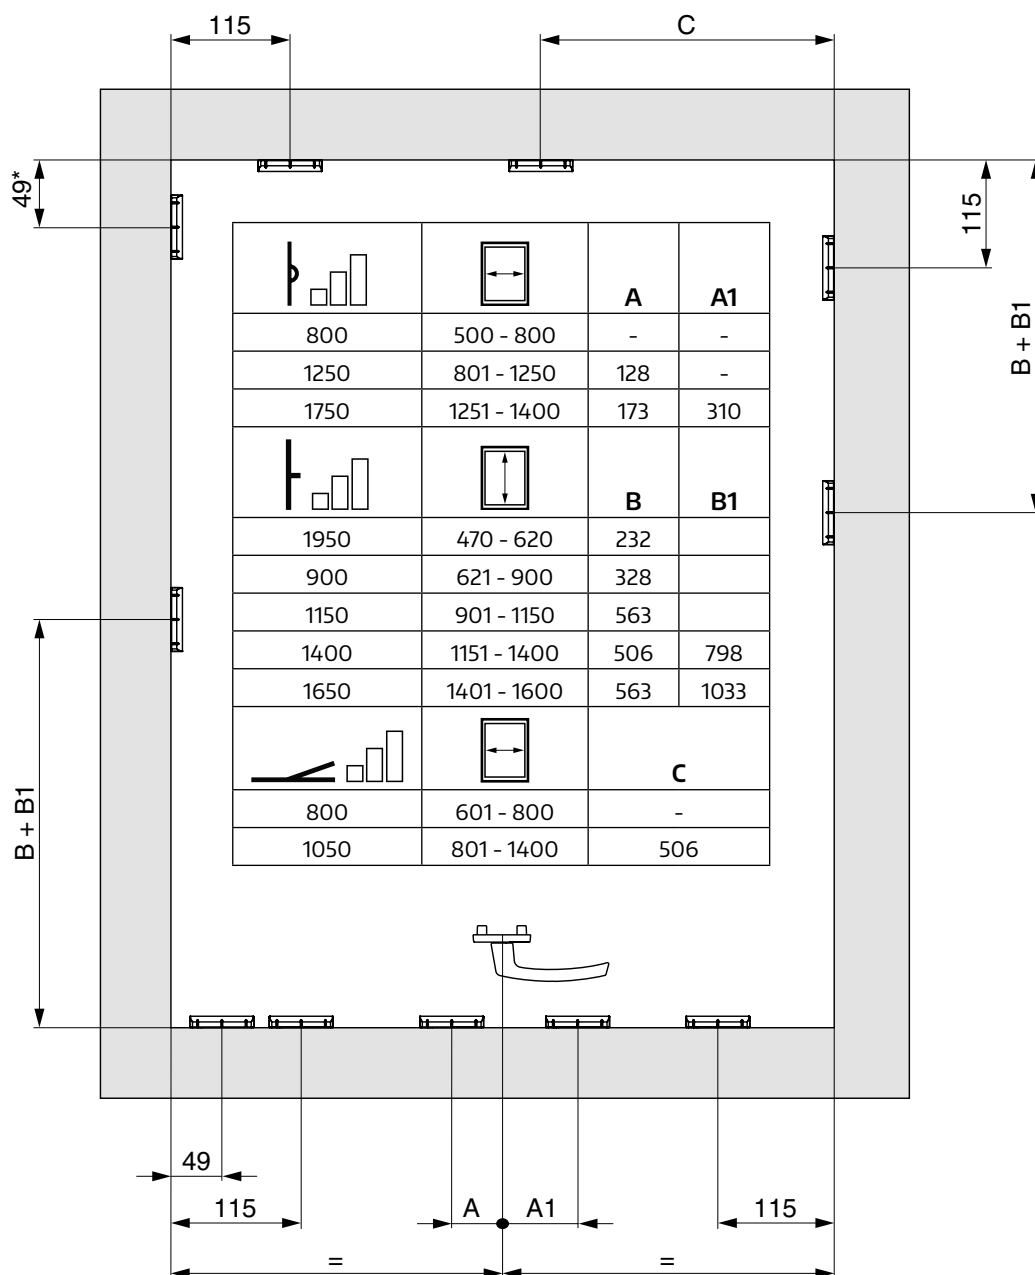 115 C
49*
115
B + B1
A A1
800 500 - 800 - -
1250 801 - 1250 128 -
1750 1251 - 1400 173 310
B B1
1950 470 - 620 232
900 621 - 900 328
1150 901 - 1150 563
1400 1151 - 1400 506 798
1650 1401 - 1600 563 1033
C
800 601 - 800 -
1050 801 - 1400 506
B + B1
49
115 A A1 115
= =